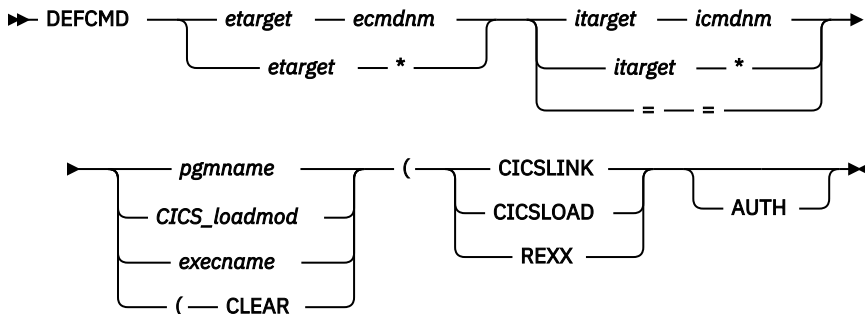 DEFCMD etarget ecmdnm itarget icmdnm
etarget * itarget *
= =
pgmname ( CICSLINK
CICS_loadmod CICSLOAD AUTH
execname REXX
( CLEAR